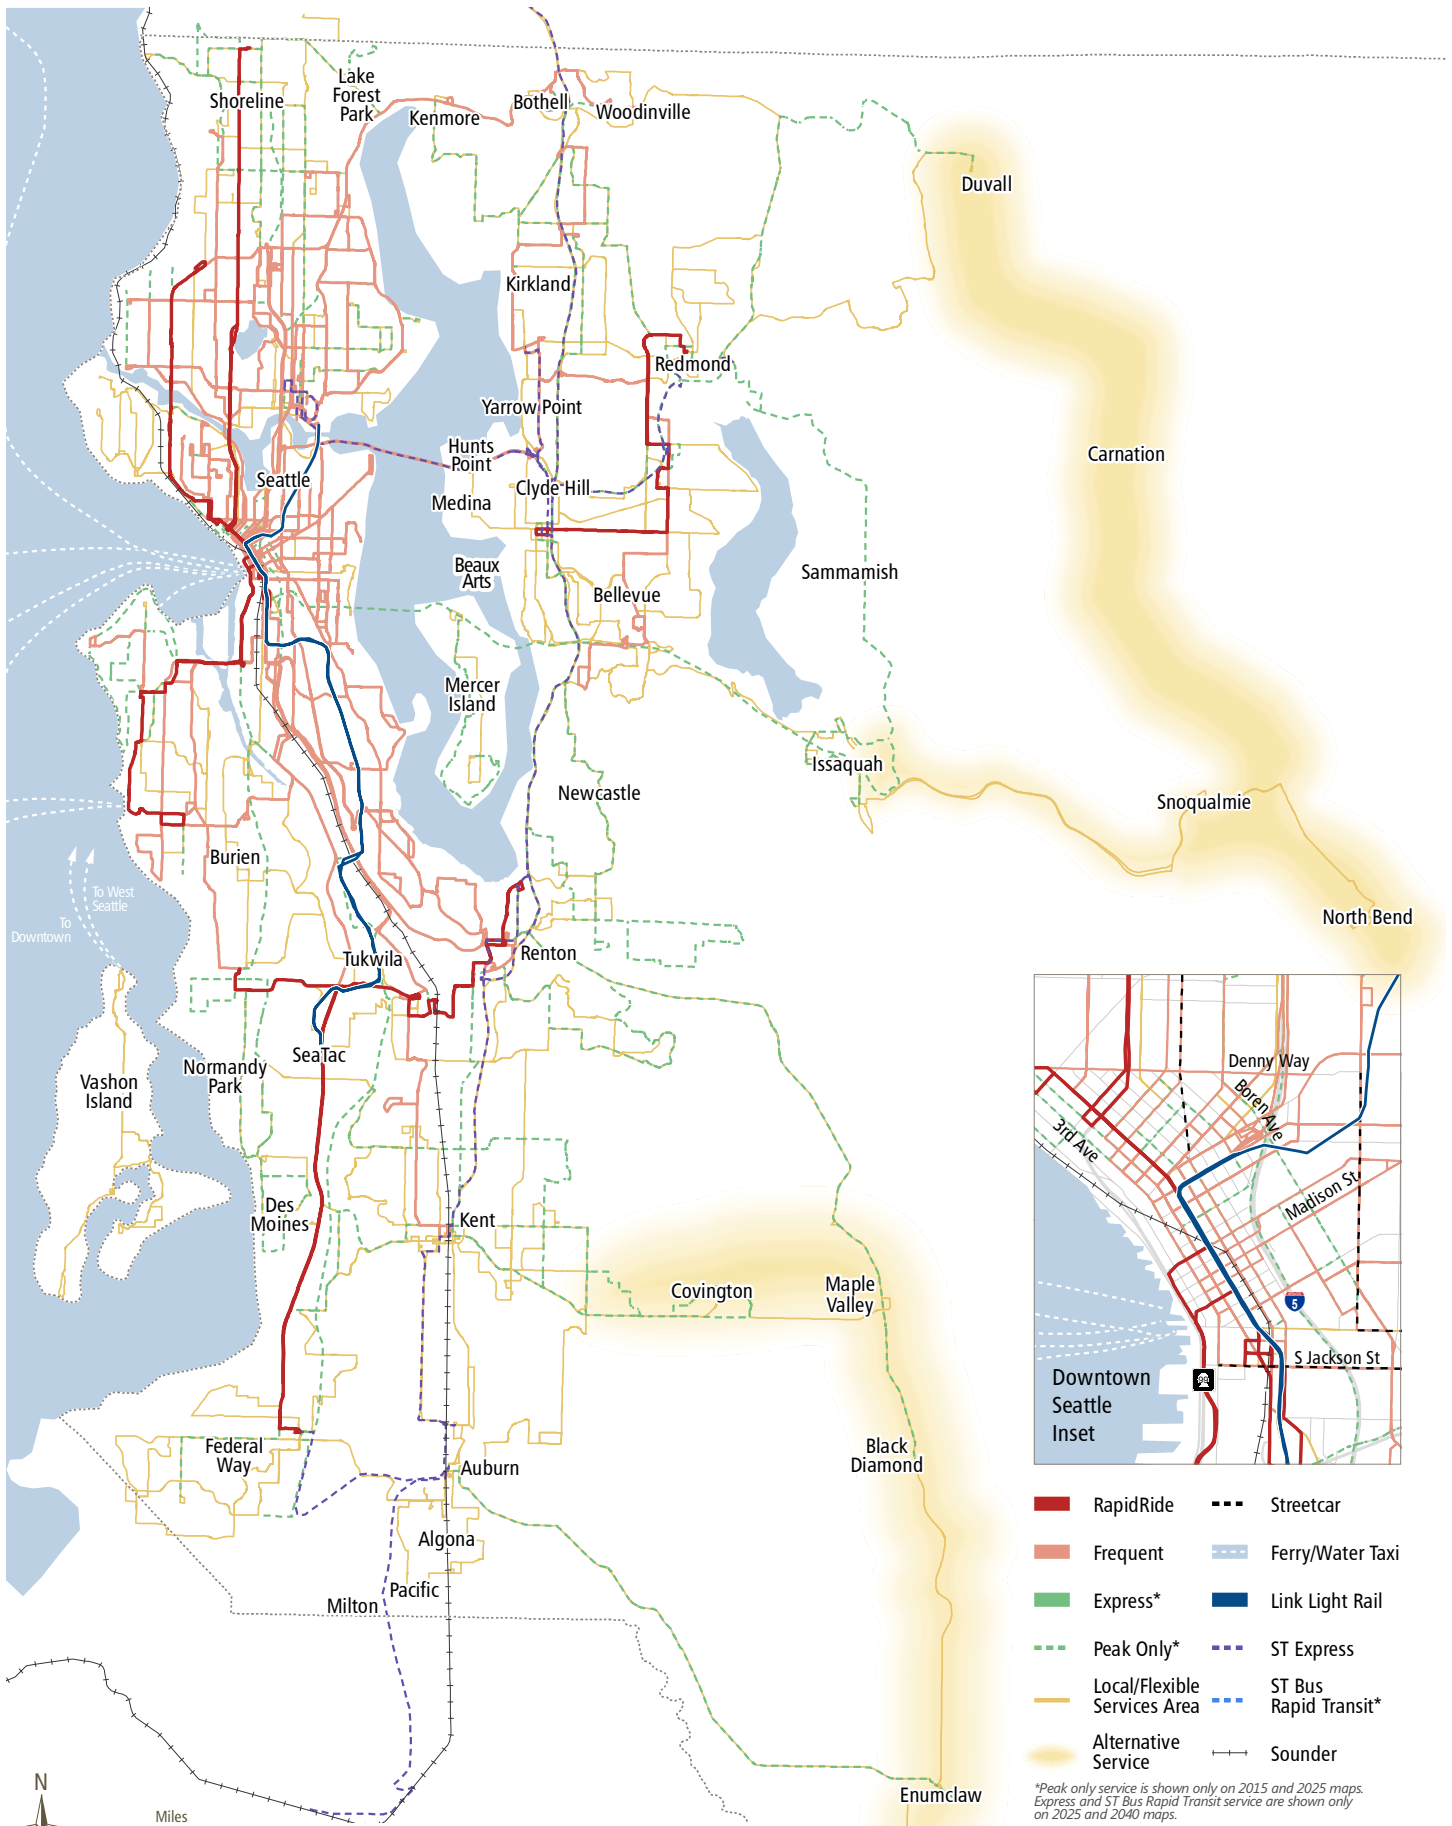 Lake
Forest
Park
Shoreline
Kenmore
Bothell
Woodinville
Duvall
Kirkland
Redmond
Yarrow Point
Hunts
Point
Carnation
Seattle
Clyde Hill
Medina
Beaux
Arts
Sammamish
Bellevue
Mercer
Island
Issaquah
Newcastle
Snoqualmie
Burien
To West
Seattle
To
Downtown
North Bend
Tukwila
Renton
SeaTac
Normandy
Park
Vashon
Island
Des
Moines
Kent
Covington
Maple
Valley
Federal
Way
Auburn
Black
Diamond
Algona
Pacific
Milton
Enumclaw
N
Miles
Denny Way
Boren Ave
3rd Ave
Madison St
5
S Jackson St
99
Downtown
Seattle
Inset
RapidRide
Streetcar
Frequent
Ferry/Water Taxi
Express*
Link Light Rail
Peak Only*
ST Express
Local/Flexible
Services Area
ST Bus
Rapid Transit*
Alternative
Service
Sounder
*Peak only service is shown only on 2015 and 2025 maps.
Express and ST Bus Rapid Transit service are shown only
on 2025 and 2040 maps.